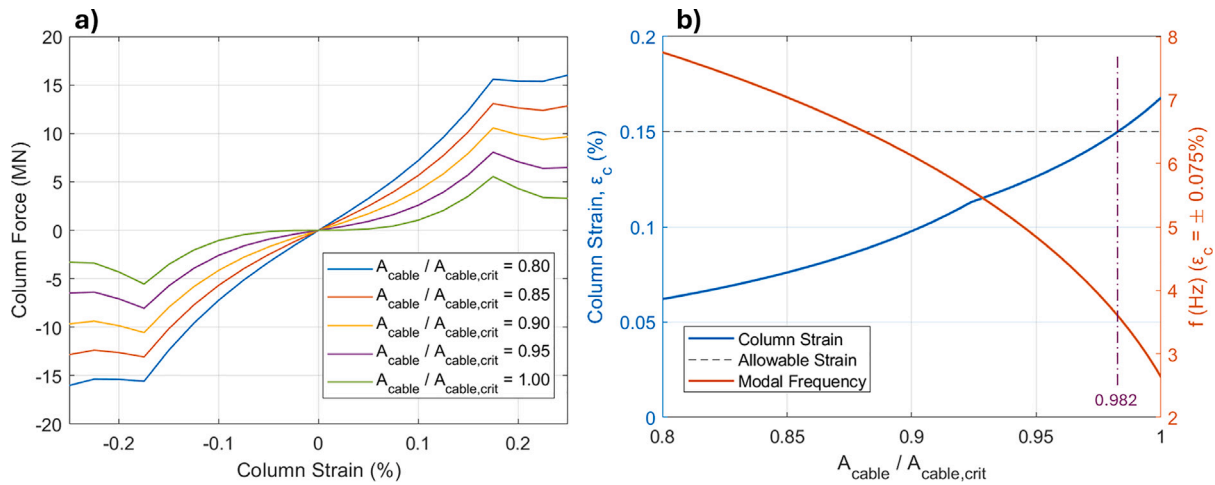 a)
20
15
10
5
0
-5
-10
-15
-20
Column Force (MN)
A_cable / A_cable,crit = 0.80
A_cable / A_cable,crit = 0.85
A_cable / A_cable,crit = 0.90
A_cable / A_cable,crit = 0.95
A_cable / A_cable,crit = 1.00
-0.2
-0.1
0
0.1
0.2
Column Strain (%)
b)
0.2
0.15
0.1
0.05
0
Column Strain, ε_c (%)
Column Strain
Allowable Strain
Modal Frequency
0.982
8
7
6
5
4
3
2
f (Hz) (ε_c = ± 0.075%)
0.8
0.85
0.9
0.95
1
A_cable / A_cable,crit